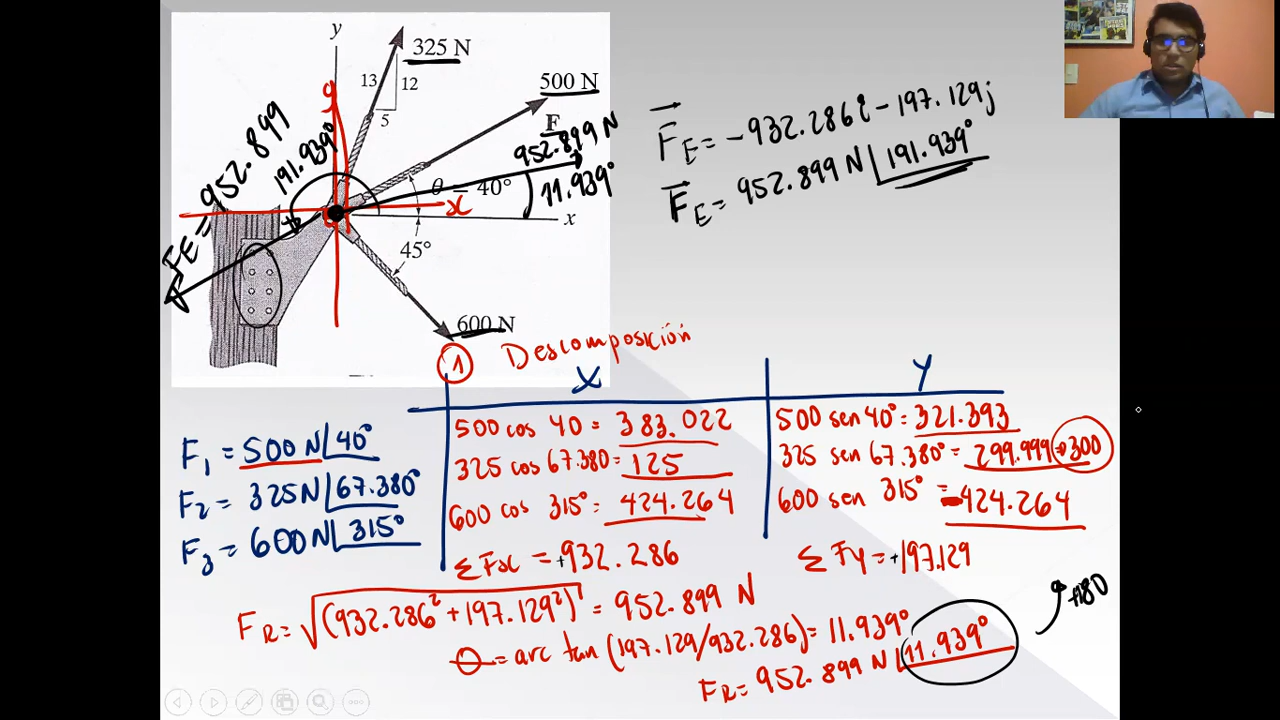 y
325 N
13
12
5
500 N
F
952.899 N
θ = 40°
11.939°
x
x
y
45°
600 N
FE = 952.899
191.939°
FE = -932.286i - 197.129j
FE = 952.899 N 191.939°
1 Descomposición
X
Y
F1 = 500 N 40°
F2 = 325N 67.380°
F3 = 600N 315°
500 cos 40 = 383.022
325 cos 67.380 = 125
600 cos 315° = 424.264
ΣFx = +932.286
500 sen 40° = 321.393
325 sen 67.380° = 299.999 → 300
600 sen 315° = -424.264
ΣFy = +197.129
FR = √(932.286² + 197.129²) = 952.899 N
θ = arc tan (197.129/932.286) = 11.939°
FR = 952.899 N 11.939°
+180